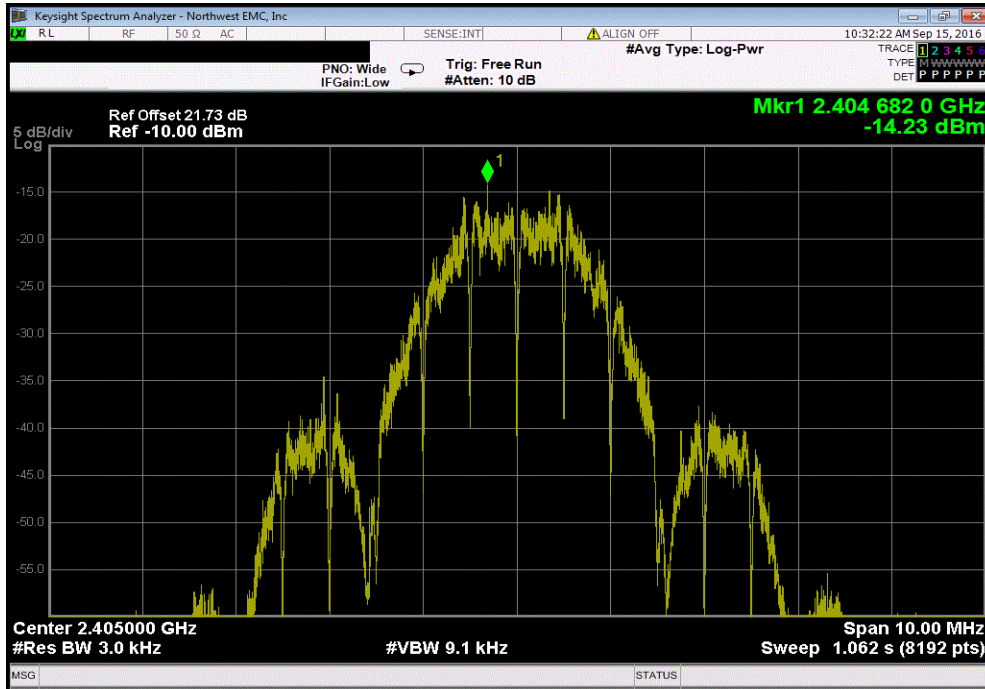 Keysight Spectrum Analyzer - Northwest EMC, Inc
LXI RL RF 50 Ω AC SENSE:INT ALIGN OFF 10:32:22 AM Sep 15, 2016
#Avg Type: Log-Pwr TRACE 1 2 3 4 5 6
PNO: Wide Trig: Free Run TYPE M W W W W W
IFGain:Low #Atten: 10 dB DET P P P P P P
Mkr1 2.404 682 0 GHz
-14.23 dBm
Ref Offset 21.73 dB
5 dB/div Ref -10.00 dBm
Log
1
-15.0
-20.0
-25.0
-30.0
-35.0
-40.0
-45.0
-50.0
-55.0
Center 2.405000 GHz Span 10.00 MHz
#Res BW 3.0 kHz #VBW 9.1 kHz Sweep 1.062 s (8192 pts)
MSG STATUS